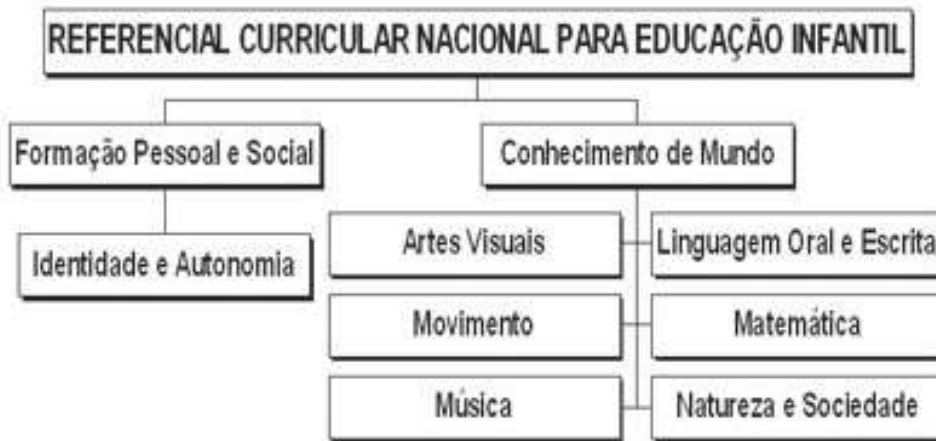 REFERENCIAL CURRICULAR NACIONAL PARA EDUCAÇÃO INFANTIL
Formação Pessoal e Social
Conhecimento de Mundo
Identidade e Autonomia
Artes Visuais
Linguagem Oral e Escrita
Movimento
Matemática
Música
Natureza e Sociedade